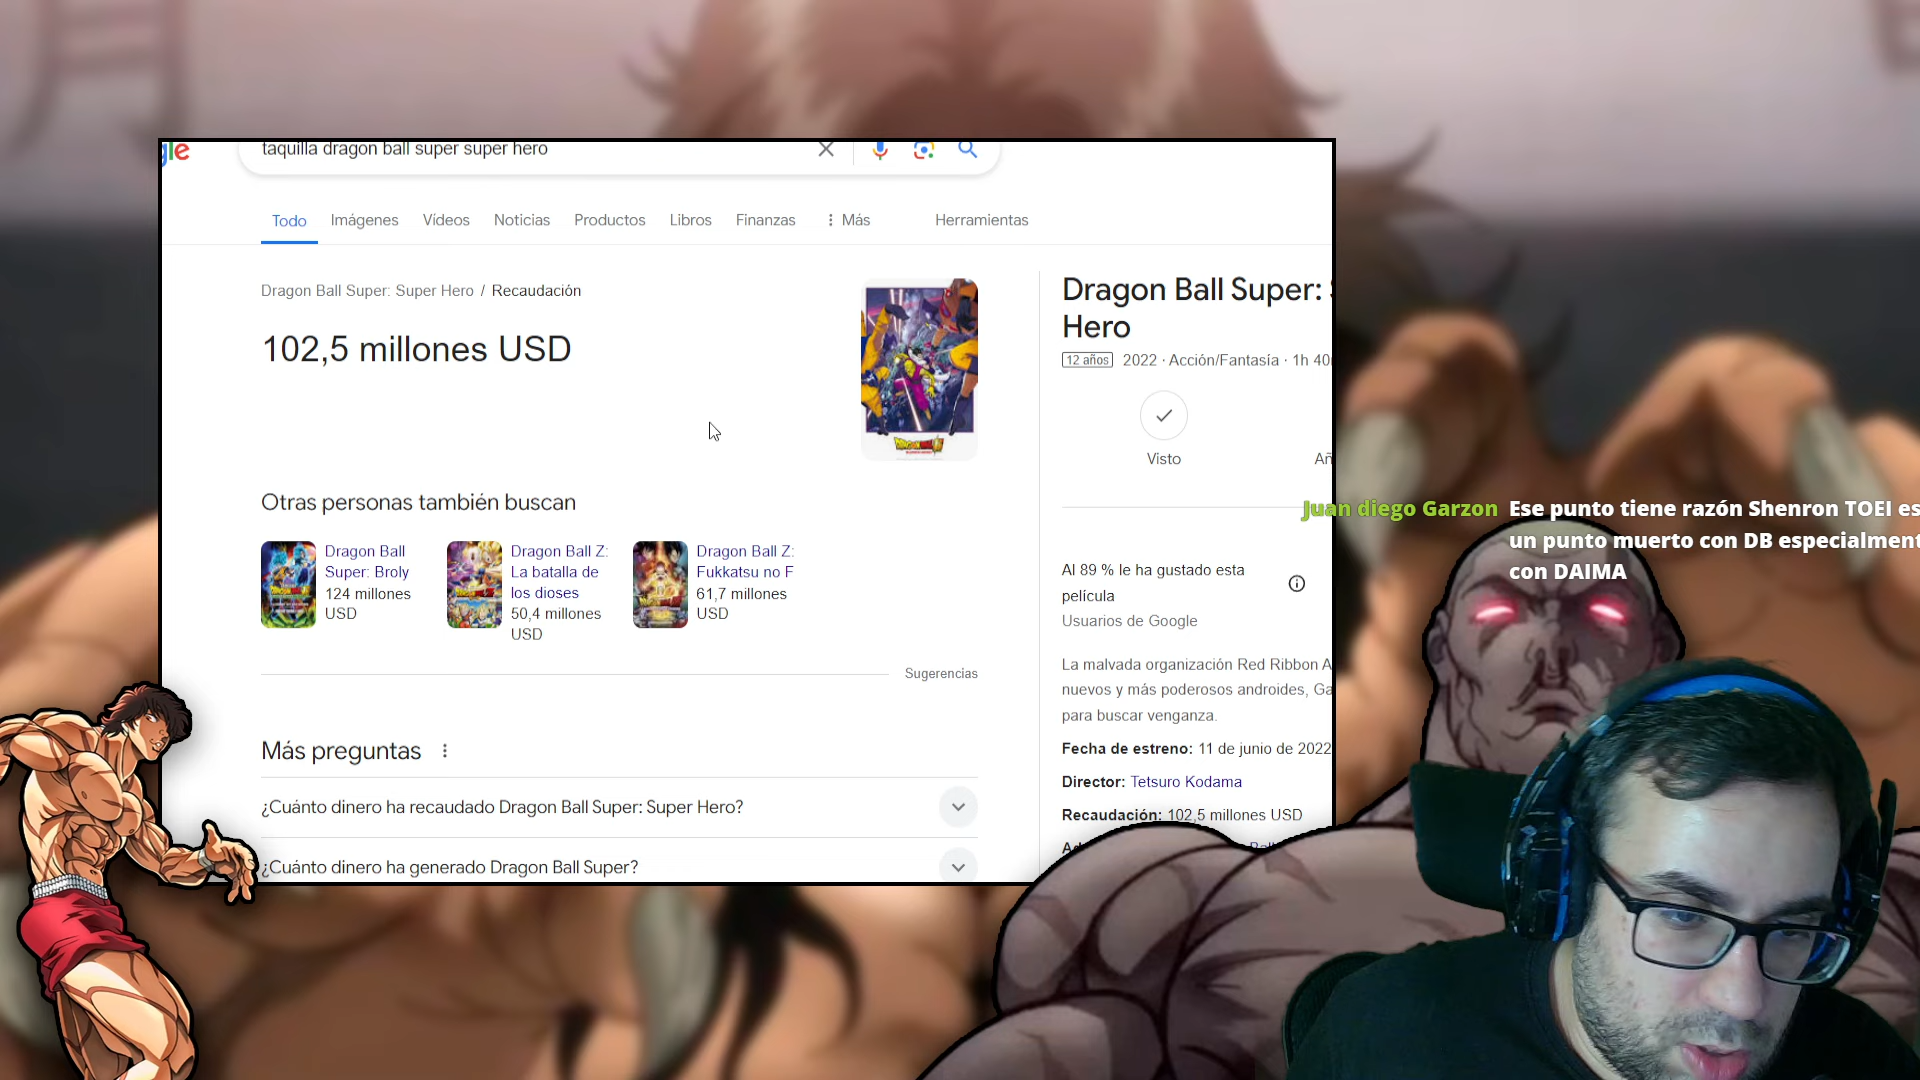 gle
taquilla dragon ball super super hero
Todo
Imágenes
Videos
Noticias
Productos
Libros
Finanzas
Más
Herramientas
Dragon Ball Super: Super Hero / Recaudación
102,5 millones USD
Otras personas también buscan
Dragon Ball
Super: Broly
124 millones
USD
Dragon Ball Z:
La batalla de
los dioses
50,4 millones
USD
Dragon Ball Z:
Fukkatsu no F
61,7 millones
USD
Sugerencias
Más preguntas
¿Cuánto dinero ha recaudado Dragon Ball Super: Super Hero?
¿Cuánto dinero ha generado Dragon Ball Super?
Dragon Ball Super:
Hero
12 años 2022 · Acción/Fantasía · 1h 40
Visto
Añ
Al 89 % le ha gustado esta
película
Usuarios de Google
La malvada organización Red Ribbon A
nuevos y más poderosos androides, Ga
para buscar venganza.
Fecha de estreno: 11 de junio de 2022
Director: Tetsuro Kodama
Recaudación: 102,5 millones USD
Juan diego Garzon Ese punto tiene razón Shenron TOEI es
un punto muerto con DB especialment
con DAIMA